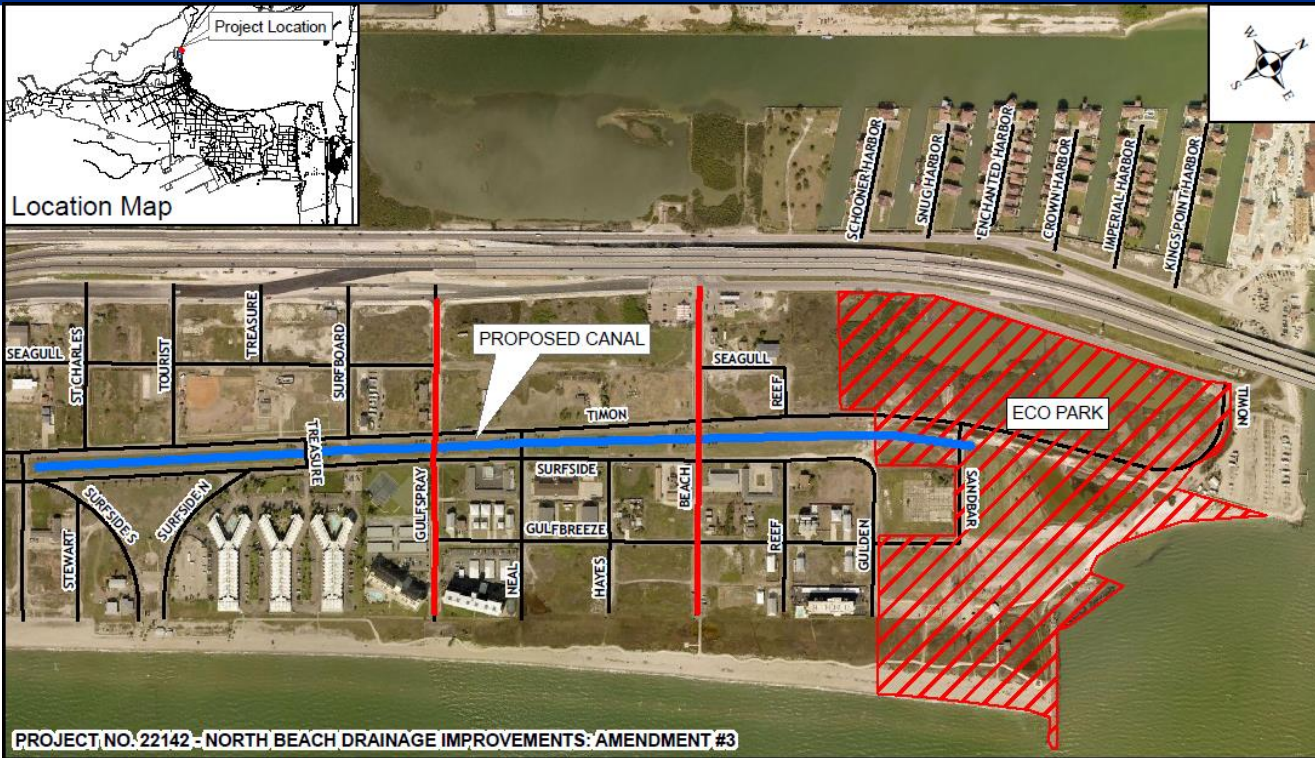 Project Location
Location Map
N
W
E
S
SCHOONER HARBOR
SNUG HARBOR
ENCHANTED HARBOR
CROWN HARBOR
IMPERIAL HARBOR
KINGS POINT HARBOR
SEAGULL
ST CHARLES
TOURIST
TREASURE
SURFBOARD
PROPOSED CANAL
SEAGULL
REEF
TIMON
ECO PARK
TIMON
TREASURE
SURFSIDE S
SURFSIDE N
STEWART
GULFSPRAY
SURFSIDE
GULFBREEZE
NEAL
HAYES
BEACH
REEF
GULDEN
SANDBAR
PROJECT NO. 22142 - NORTH BEACH DRAINAGE IMPROVEMENTS: AMENDMENT #3